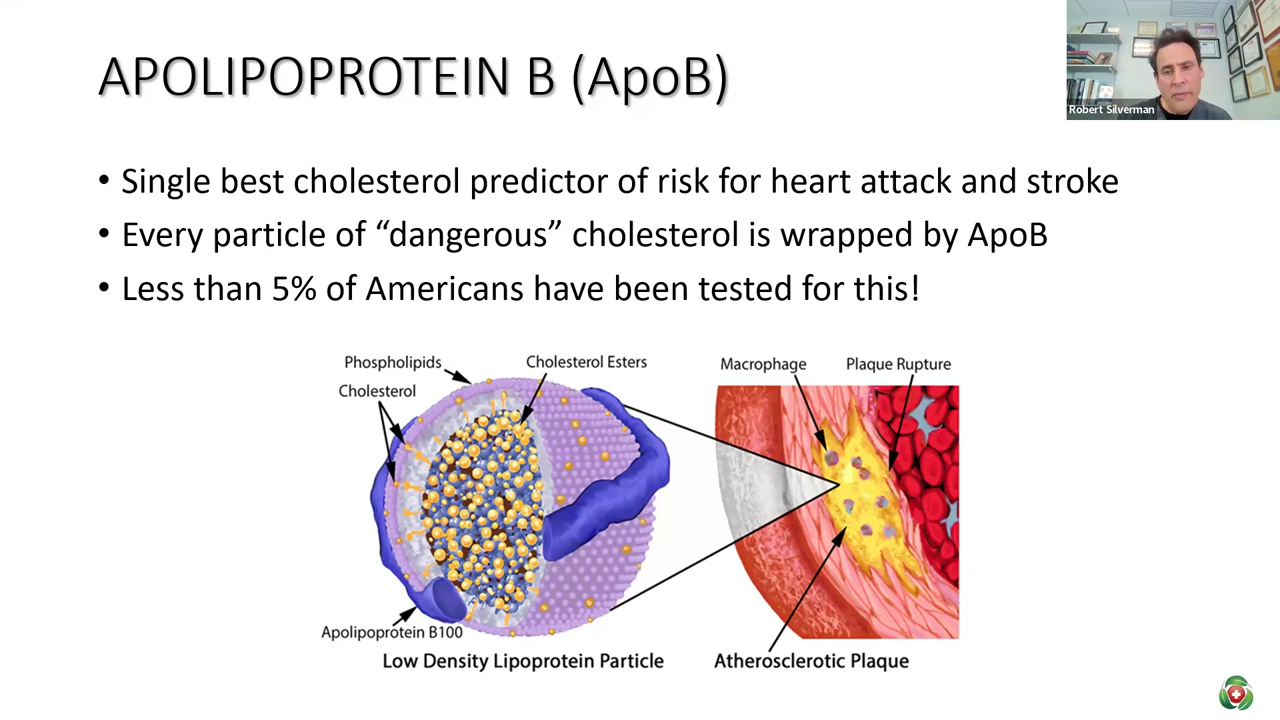 APOLIPOPROTEIN B (ApoB)
Robert Silverman
• Single best cholesterol predictor of risk for heart attack and stroke
• Every particle of “dangerous” cholesterol is wrapped by ApoB
• Less than 5% of Americans have been tested for this!
Phospholipids
Cholesterol Esters
Cholesterol
Macrophage
Plaque Rupture
Apolipoprotein B100
Low Density Lipoprotein Particle
Atherosclerotic Plaque